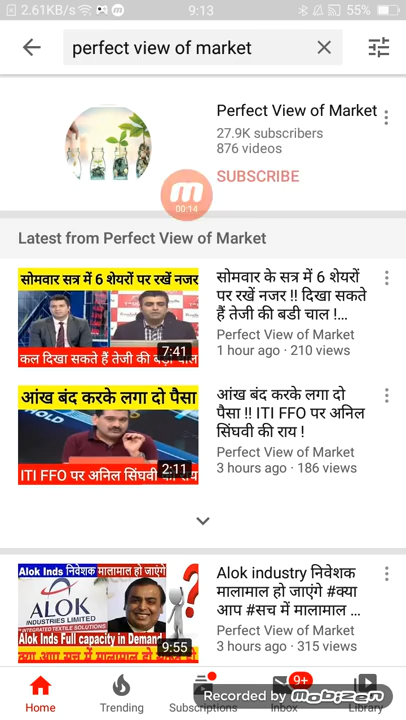 2.61KB/s
9:13
55%
perfect view of market
Perfect View of Market
27.9K subscribers
876 videos
SUBSCRIBE
00:14
Latest from Perfect View of Market
सोमवार सत्र में 6 शेयरों पर रखें नजर
कल दिखा सकते हैं तेजी की बडी चाल
7:41
सोमवार के सत्र में 6 शेयरों
पर रखें नजर !! दिखा सकते
हैं तेजी की बडी चाल !...
Perfect View of Market
1 hour ago · 210 views
आंख बंद करके लगा दो पैसा
HOLD
ITI FFO पर अनिल सिंघवी की राय
2:11
आंख बंद करके लगा दो
पैसा !! ITI FFO पर अनिल
सिंघवी की राय !
Perfect View of Market
3 hours ago · 186 views
Alok Inds निवेशक मालामाल हो जाएंगे
ALOK
INDUSTRIES LIMITED
INTEGRATED TEXTILE SOLUTIONS
Alok Inds Full capacity in Demand
9:55
Alok industry निवेशक
मालामाल हो जाएंगे #क्या
आप #सच में मालामाल ...
Perfect View of Market
3 hours ago · 315 views
Home
Trending
Subscriptions
9+
Inbox
Library
Recorded by mobizen